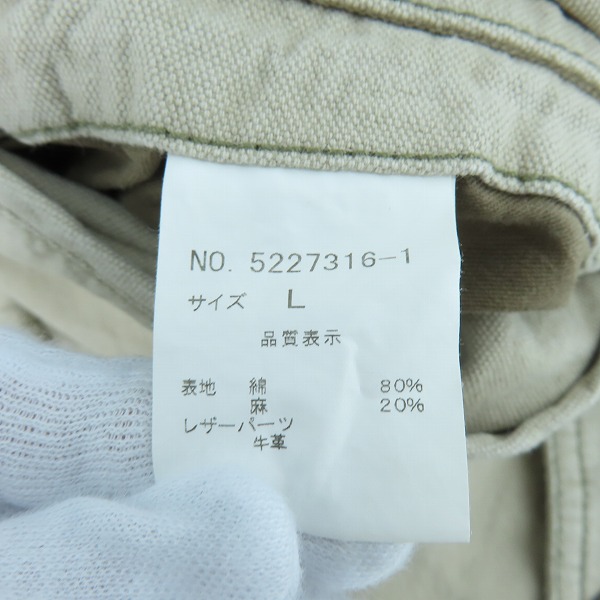 NO. 5227316-1
サイズ L
品質表示
表地 綿 80%
麻 20%
レザーパーツ
牛革